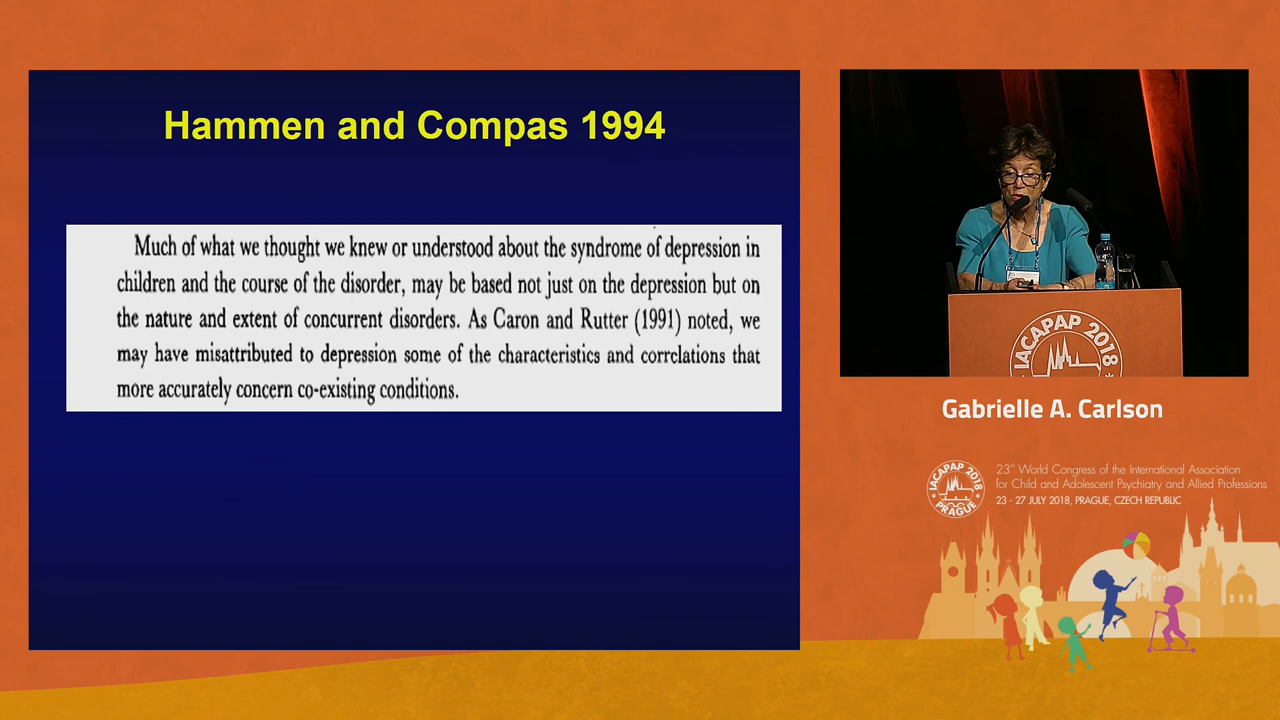 Hammen and Compas 1994
Much of what we thought we knew or understood about the syndrome of depression in
children and the course of the disorder, may be based not just on the depression but on
the nature and extent of concurrent disorders. As Caron and Rutter (1991) noted, we
may have misattributed to depression some of the characteristics and correlations that
more accurately concern co-existing conditions.
IACAPAP 2018
Gabrielle A. Carlson
IACAPAP 2018
PRAGUE
23rd World Congress of the International Association
for Child and Adolescent Psychiatry and Allied Professions
23 - 27 JULY 2018, PRAGUE, CZECH REPUBLIC